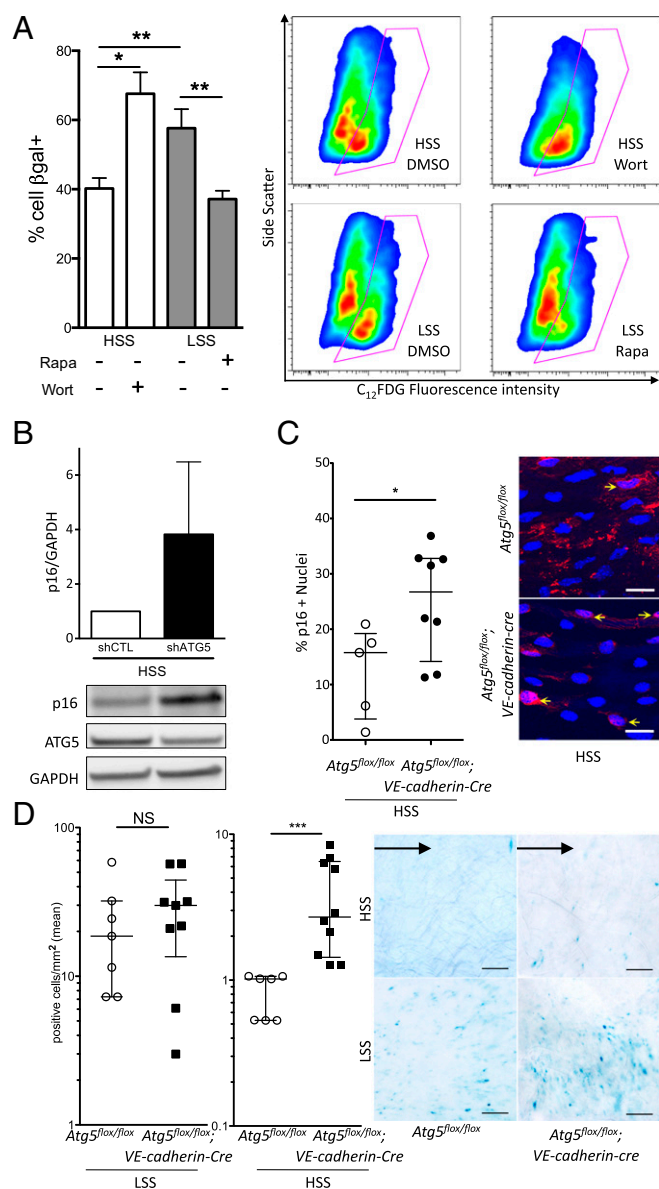 A
% cell βgal+
80
60
40
20
0
* ** **
HSS LSS
Rapa - - - +
Wort - + - -
Side Scatter
HSS
DMSO
HSS
Wort
LSS
DMSO
LSS
Rapa
C₁₂FDG Fluorescence intensity
B
p16/GAPDH
6
4
2
0
shCTL shATG5
HSS
p16
ATG5
GAPDH
C
% p16 + Nuclei
50
40
30
20
10
0
*
Atg5flox/flox Atg5flox/flox;
VE-cadherin-Cre
HSS
Atg5flox/flox
Atg5flox/flox;
VE-cadherin-cre
HSS
D
positive cells/mm² (mean)
100
10
1
NS
Atg5flox/flox Atg5flox/flox;
VE-cadherin-Cre
LSS
10
1
0.1
***
Atg5flox/flox Atg5flox/flox;
VE-cadherin-Cre
HSS
HSS
LSS
Atg5flox/flox
Atg5flox/flox;
VE-cadherin-Cre